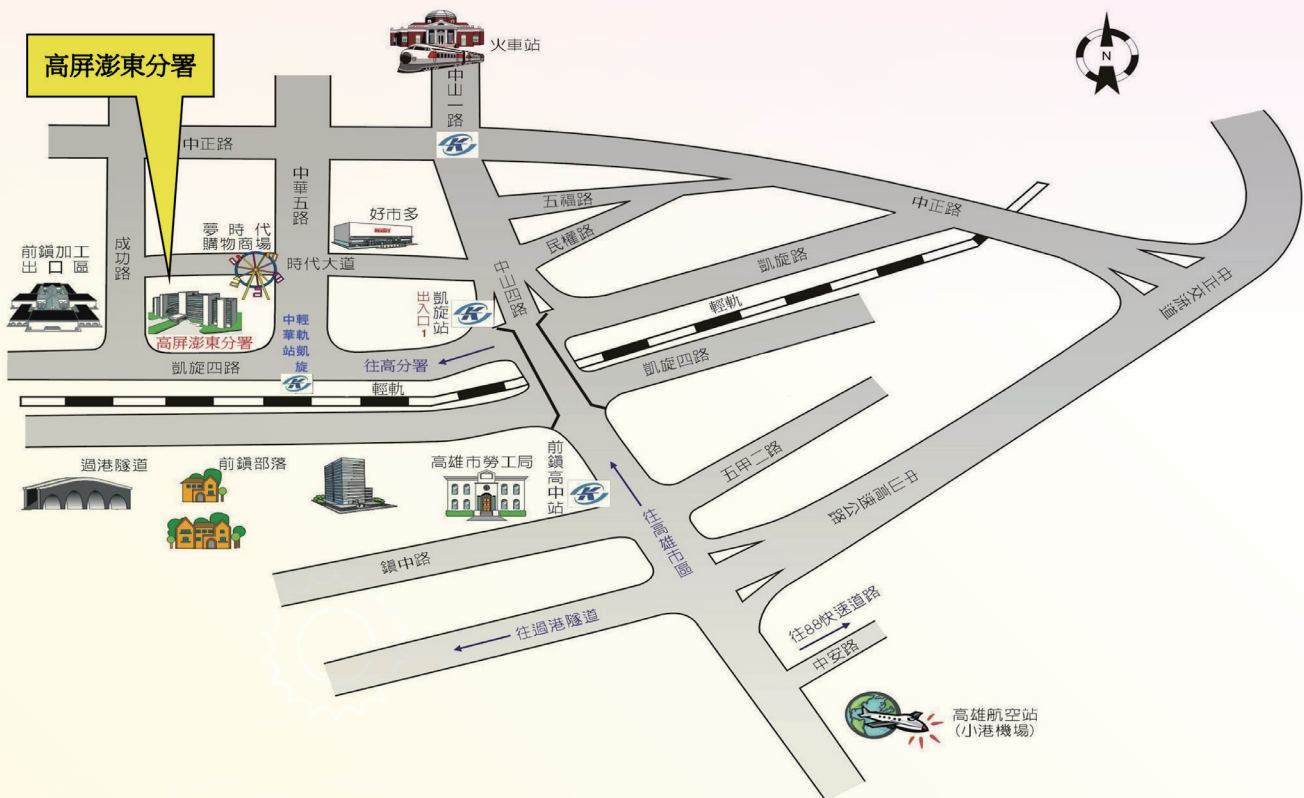 火車站
N
高屏澎東分署
中山一路
中正路
中華五路
五福路
中正路
好市多
民權路
夢時代
購物商場
成功路
前鎮加工
出口區
時代大道
凱旋路
中山四路
中正交流道
凱旋站
出入口1
輕軌
高屏澎東分署
輕軌凱旋
中華站
凱旋四路
往高分署
凱旋四路
輕軌
過港隧道
前鎮部落
高雄市勞工局
前鎮高中站
五甲二路
中山高速公路
往高雄市區
鎮中路
往88快速道路
往過港隧道
中安路
高雄航空站
(小港機場)